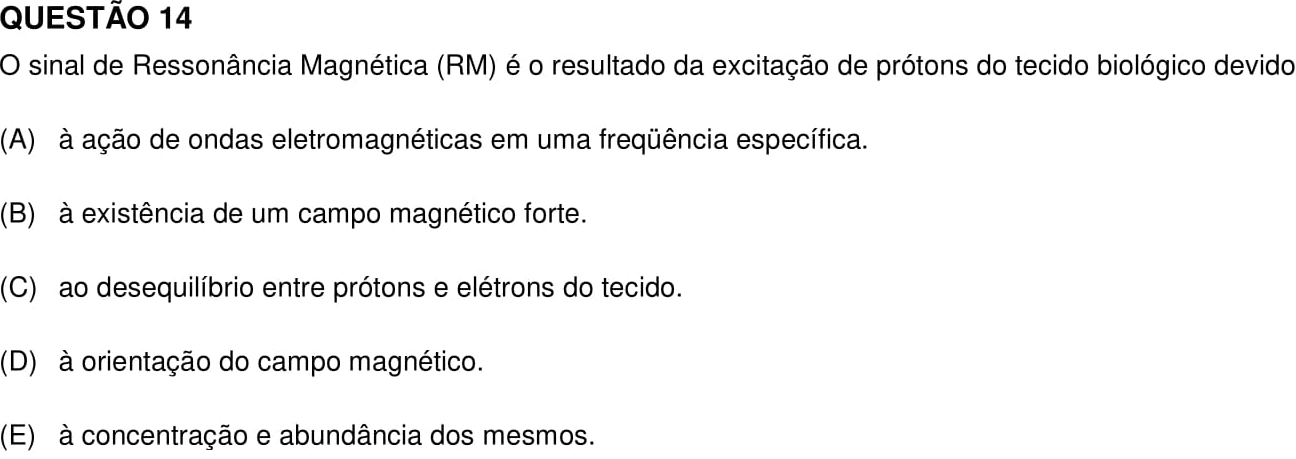 QUESTÃO 14
O sinal de Ressonância Magnética (RM) é o resultado da excitação de prótons do tecido biológico devido
(A) à ação de ondas eletromagnéticas em uma freqüência específica.
(B) à existência de um campo magnético forte.
(C) ao desequilíbrio entre prótons e elétrons do tecido.
(D) à orientação do campo magnético.
(E) à concentração e abundância dos mesmos.